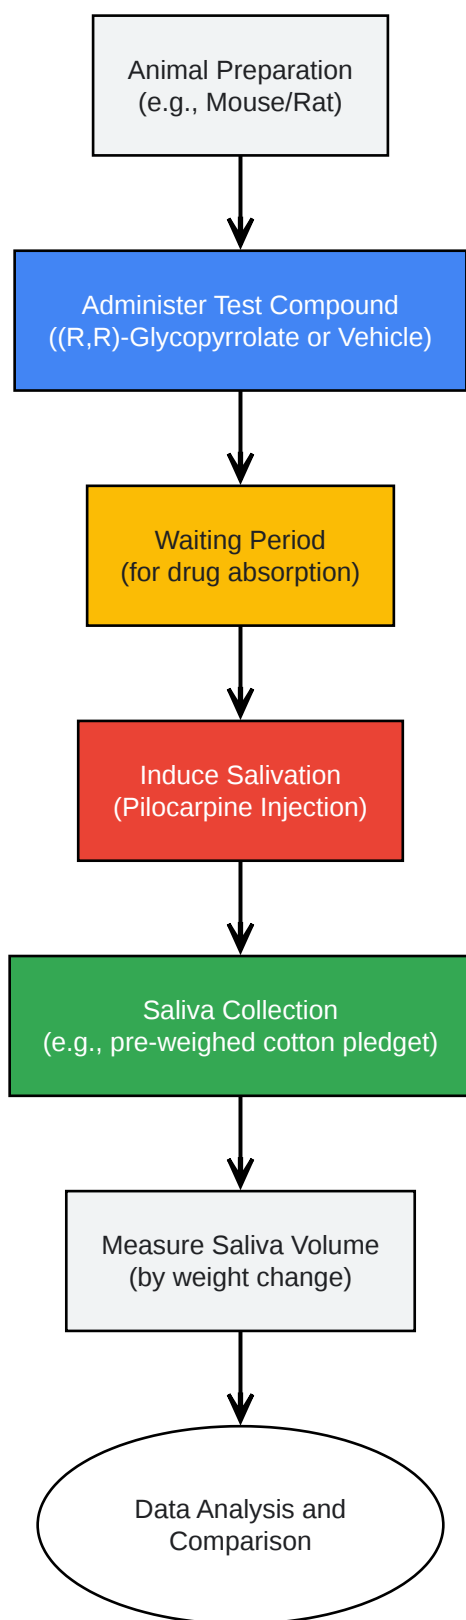 Animal Preparation
(e.g., Mouse/Rat)
Administer Test Compound
((R,R)-Glycopyrrolate or Vehicle)
Waiting Period
(for drug absorption)
Induce Salivation
(Pilocarpine Injection)
Saliva Collection
(e.g., pre-weighed cotton pledget)
Measure Saliva Volume
(by weight change)
Data Analysis and
Comparison